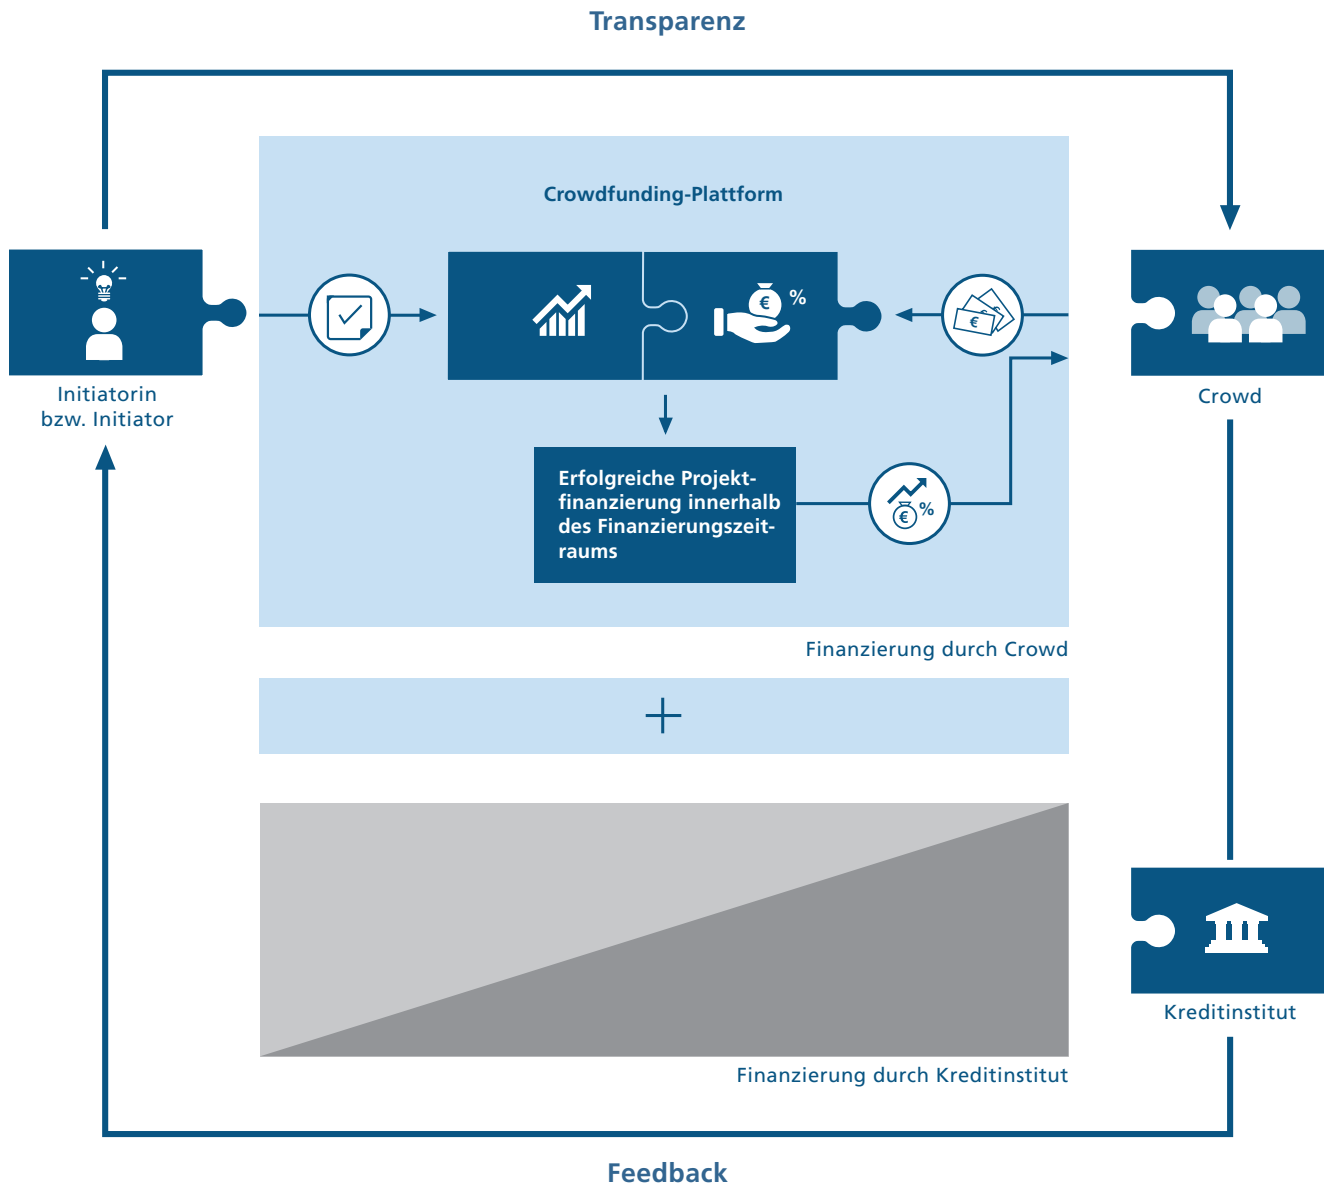 Transparenz
Crowdfunding-Plattform
€
%
€
€
€
Initiatorin
bzw. Initiator
Crowd
Erfolgreiche Projekt-
finanzierung innerhalb
des Finanzierungszeit-
raums
€
%
Finanzierung durch Crowd
+
Kreditinstitut
Finanzierung durch Kreditinstitut
Feedback